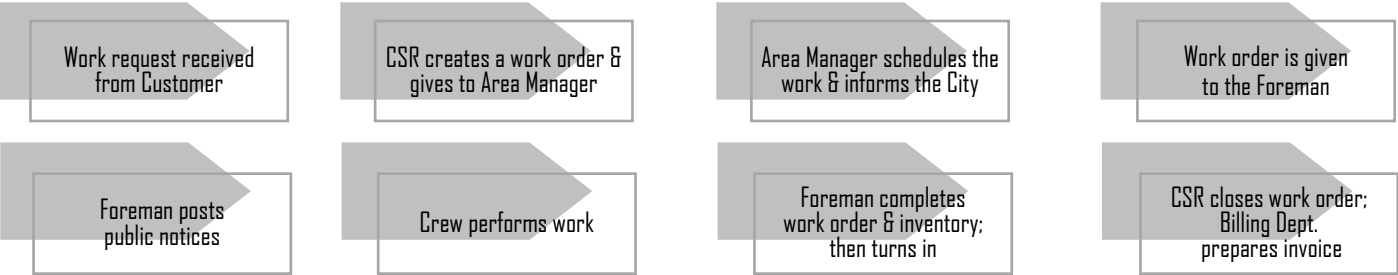 Work request received
from Customer
CSR creates a work order &
gives to Area Manager
Area Manager schedules the
work & informs the City
Work order is given
to the Foreman
Foreman posts
public notices
Crew performs work
Foreman completes
work order & inventory;
then turns in
CSR closes work order;
Billing Dept.
prepares invoice